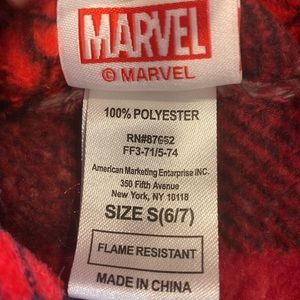 MARVEL
© MARVEL
100% POLYESTER
RN#87662
FF3-71/5-74
American Marketing Enterprise INC.
350 Fifth Avenue
New York, NY 10118
SIZE S(6/7)
FLAME RESISTANT
MADE IN CHINA